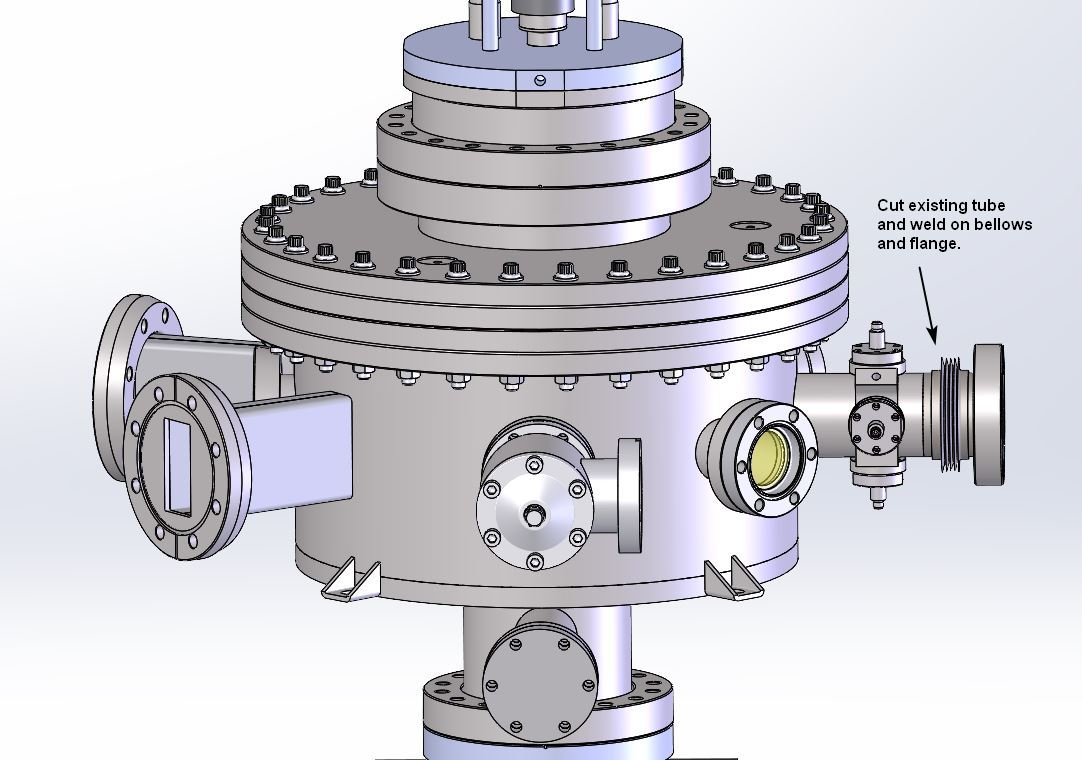 Cut existing tube
and weld on bellows
and flange.